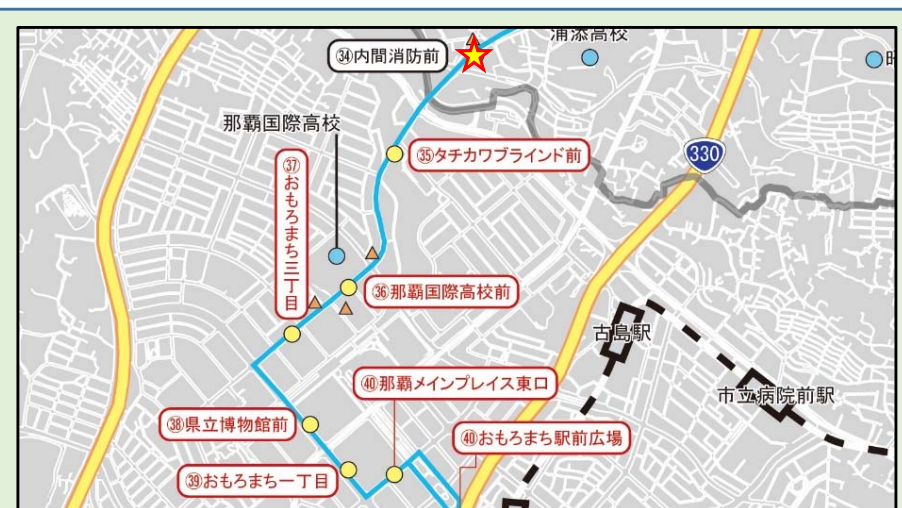 浦添高校
㉞内間消防前
那覇国際高校
㉟タチカワブラインド前
330
㊲おもろまち三丁目
㊱那覇国際高校前
古島駅
㊵那覇メインプレイス東口
市立病院前駅
㊳県立博物館前
㊵おもろまち駅前広場
㊴おもろまち一丁目